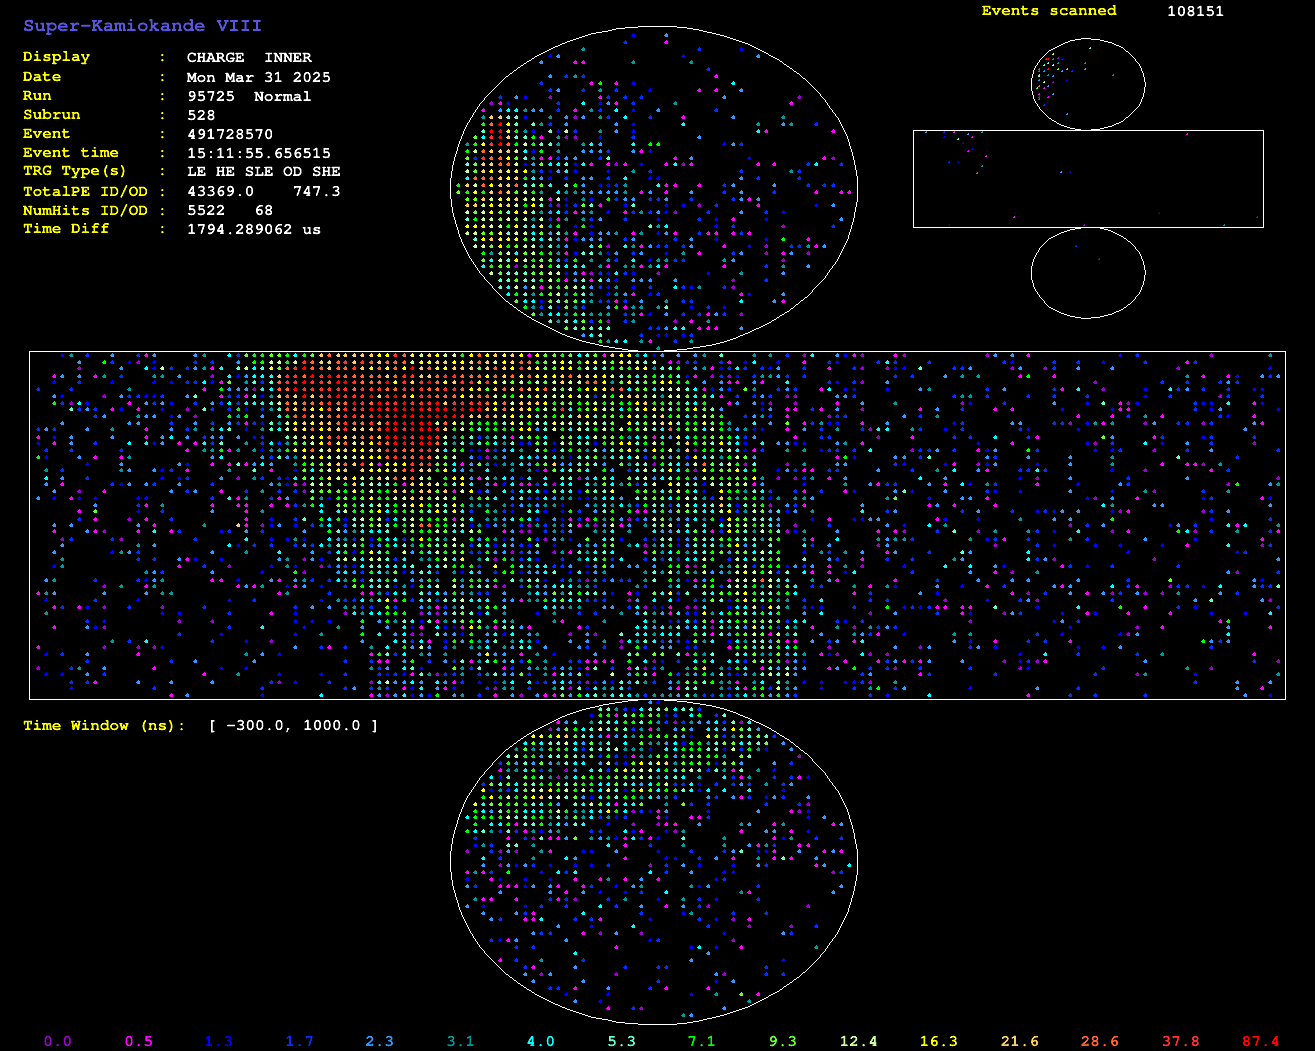 Super-Kamiokande VIII
Events scanned 108151
Display : CHARGE INNER
Date : Mon Mar 31 2025
Run : 95725 Normal
Subrun : 528
Event : 491728570
Event time : 15:11:55.656515
TRG Type(s) : LE HE SLE OD SHE
TotalPE ID/OD : 43369.0 747.3
NumHits ID/OD : 5522 68
Time Diff : 1794.289062 us
Time Window (ns): [ -300.0, 1000.0 ]
0.0 0.5 1.3 1.7 2.3 3.1 4.0 5.3 7.1 9.3 12.4 16.3 21.6 28.6 37.8 87.4